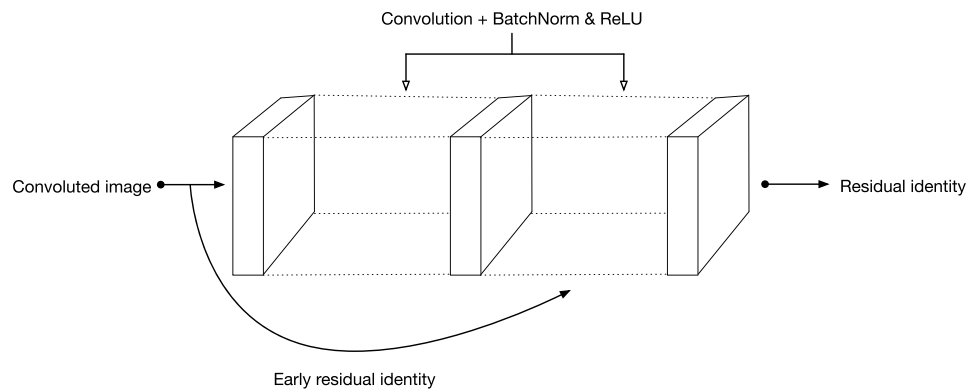 Convolution + BatchNorm & ReLU
Convoluted image
Residual identity
Early residual identity